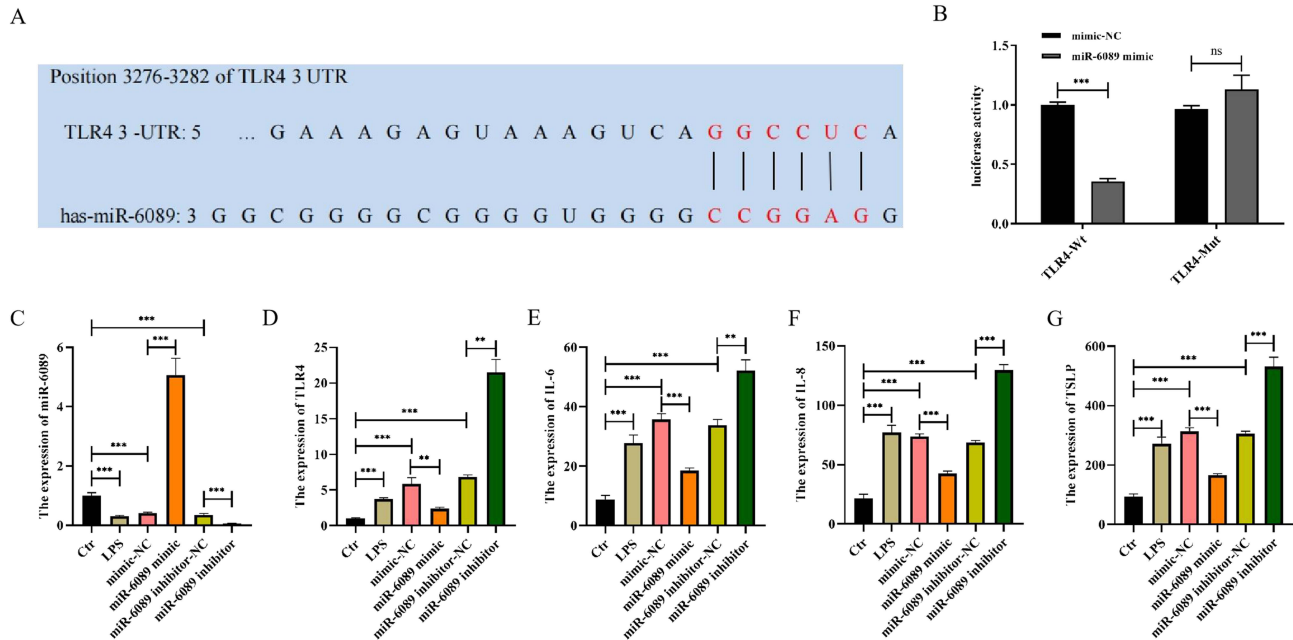 A
Position 3276-3282 of TLR4 3 UTR
TLR4 3 -UTR: 5 ... G A A A G A G U A A A G U C A G G C C U C A
has-miR-6089: 3 G G C G G G G C G G G G U G G G G C C G G A G G
B
mimic-NC
miR-6089 mimic
luciferase activity
1.5
1.0
0.5
0.0
***
ns
TLR4-Wt
TLR4-Mut
C
The expression of miR-6089
6
4
2
0
***
***
***
***
***
Ctr
LPS
mimic-NC
miR-6089 mimic
miR-6089 inhibitor-NC
miR-6089 inhibitor
D
The expression of TLR4
25
20
15
10
5
0
**
***
***
***
**
Ctr
LPS
mimic-NC
miR-6089 mimic
miR-6089 inhibitor-NC
miR-6089 inhibitor
E
The expression of IL-6
60
40
20
0
**
***
***
***
***
Ctr
LPS
mimic-NC
miR-6089 mimic
miR-6089 inhibitor-NC
miR-6089 inhibitor
F
The expression of IL-8
150
100
50
0
***
***
***
***
***
Ctr
LPS
mimic-NC
miR-6089 mimic
miR-6089 inhibitor-NC
miR-6089 inhibitor
G
The expression of TSLP
600
400
200
0
***
***
***
***
***
Ctr
LPS
mimic-NC
miR-6089 mimic
miR-6089 inhibitor-NC
miR-6089 inhibitor